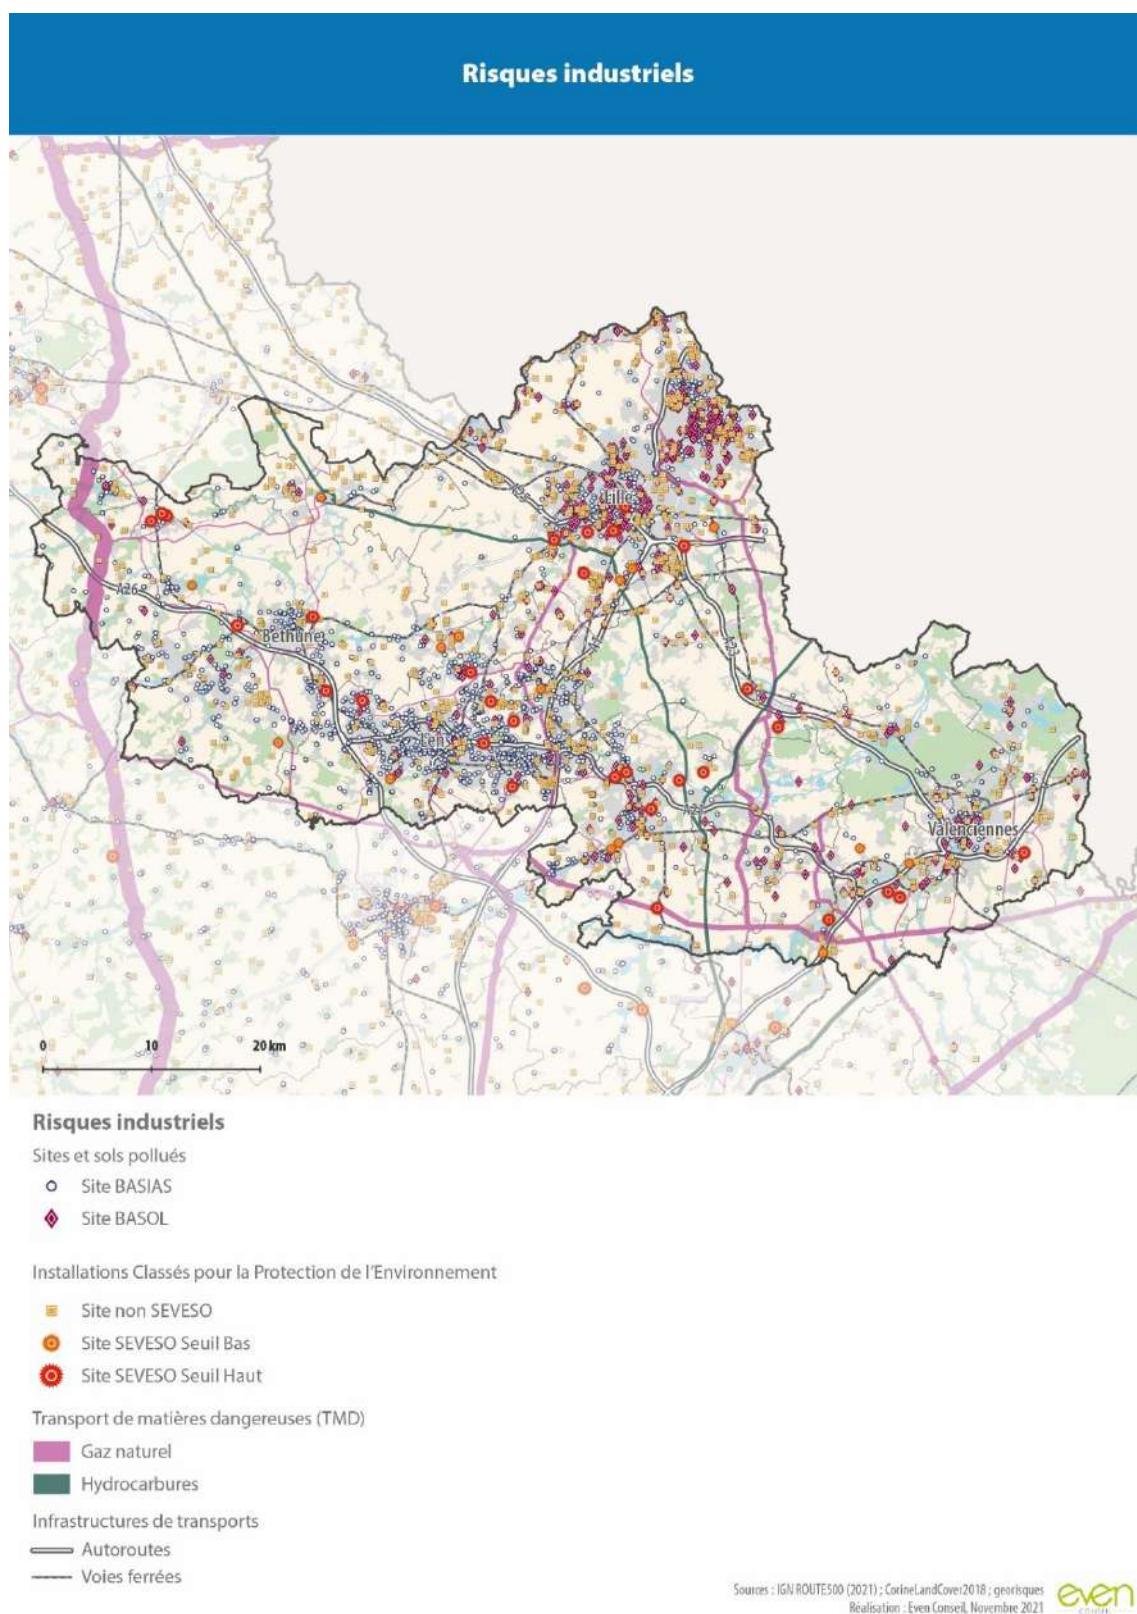 Risques industriels
Lille
A26
Béthune
Lens
Valenciennes
0 10 20 km
Risques industriels
Sites et sols pollués
Site BASIAS
Site BASOL
Installations Classés pour la Protection de l'Environnement
Site non SEVESO
Site SEVESO Seuil Bas
Site SEVESO Seuil Haut
Transport de matières dangereuses (TMD)
Gaz naturel
Hydrocarbures
Infrastructures de transports
Autoroutes
Voies ferrées
Sources : IGN ROUTE500 (2021) ; CorineLandCover2018 ; georisques
Réalisation : Even Conseil, Novembre 2021
even